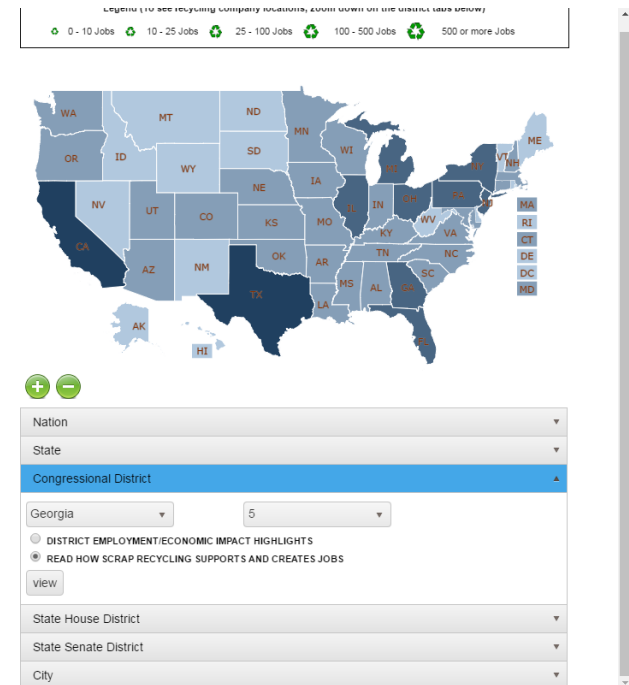 Legend (To see recycling company locations, zoom down on the district tabs below)
0 - 10 Jobs 10 - 25 Jobs 25 - 100 Jobs 100 - 500 Jobs 500 or more Jobs
WA
MT
ND
MN
ME
OR
ID
SD
WI
MI
NY
VT
NH
WY
IA
NE
PA
NJ
NV
UT
CO
IL
IN
OH
MA
RI
CT
DE
DC
MD
KS
MO
WV
VA
KY
CA
AZ
NM
OK
AR
TN
NC
SC
TX
LA
MS
AL
GA
FL
AK
HI
Nation
State
Congressional District
Georgia 5
DISTRICT EMPLOYMENT/ECONOMIC IMPACT HIGHLIGHTS
READ HOW SCRAP RECYCLING SUPPORTS AND CREATES JOBS
view
State House District
State Senate District
City